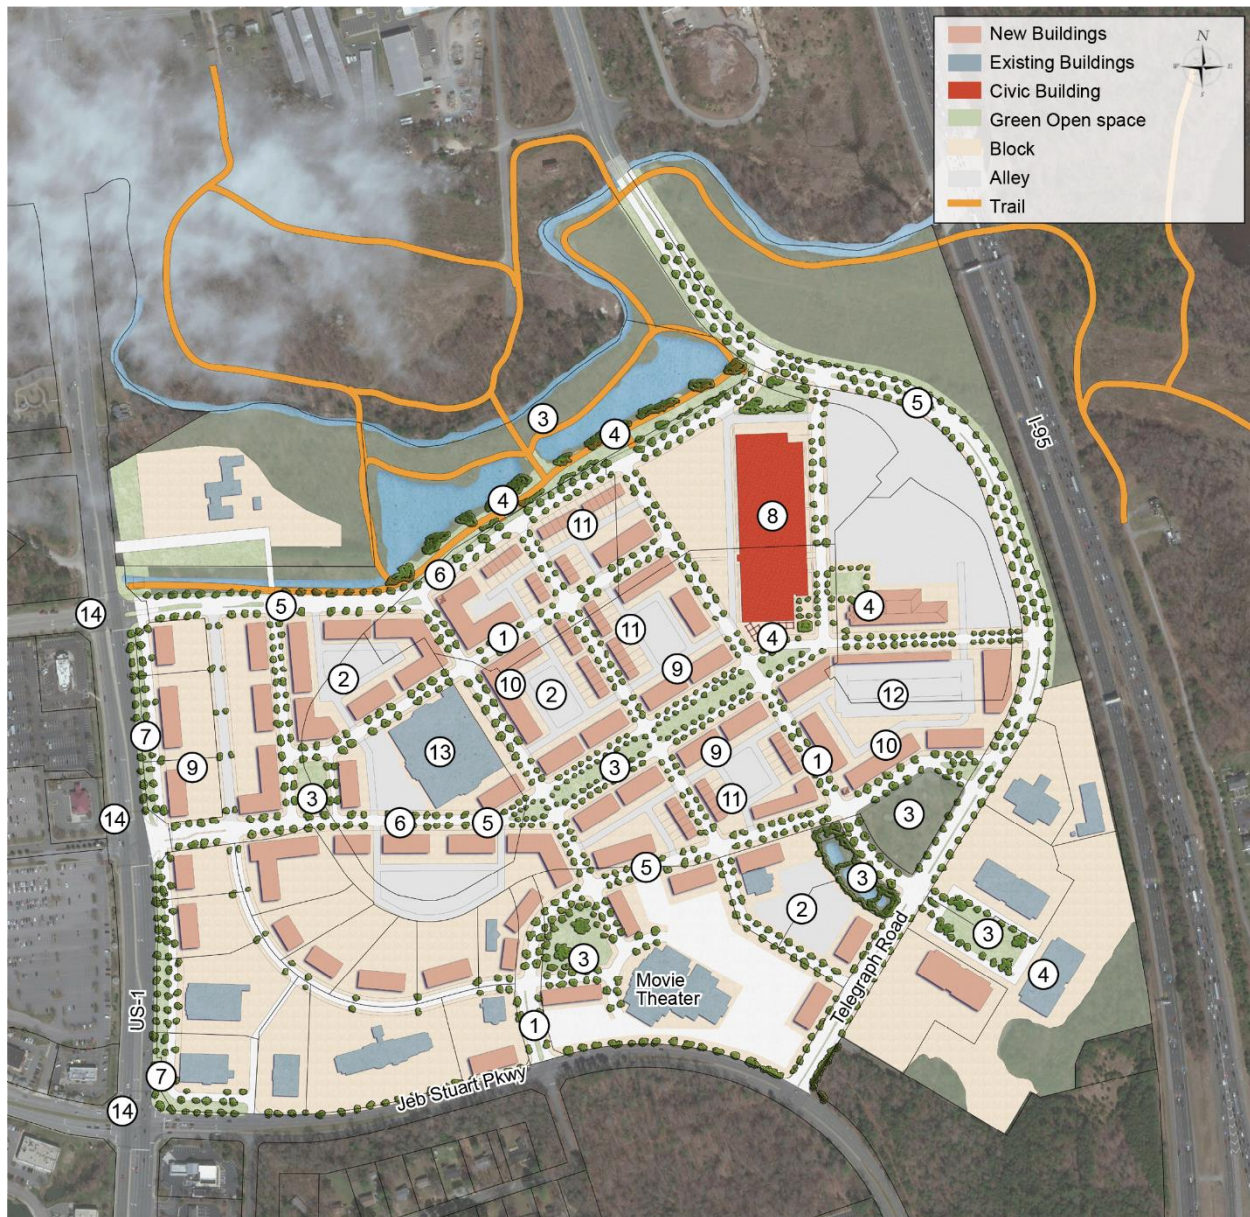 New Buildings
Existing Buildings
Civic Building
Green Open space
Block
Alley
Trail
N
W
E
S
5
I-95
3
4
4
11
8
6
5
4
14
1
11
4
2
10
2
9
12
7
13
9
10
9
3
1
3
11
3
14
6
5
5
3
2
3
3
4
Movie
Theater
Telegraph Road
US-1
1
7
Jeb Stuart Pkwy
14